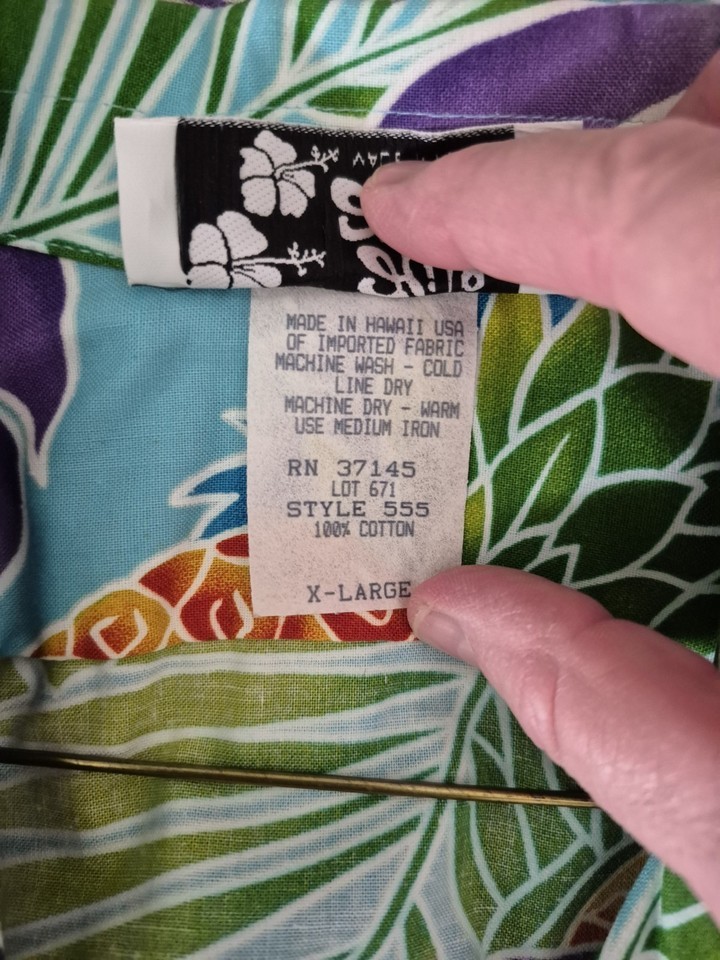 MADE IN HAWAII USA
OF IMPORTED FABRIC
MACHINE WASH - COLD
LINE DRY
MACHINE DRY - WARM
USE MEDIUM IRON
RN 37145
LOT 671
STYLE 555
100% COTTON
X-LARGE